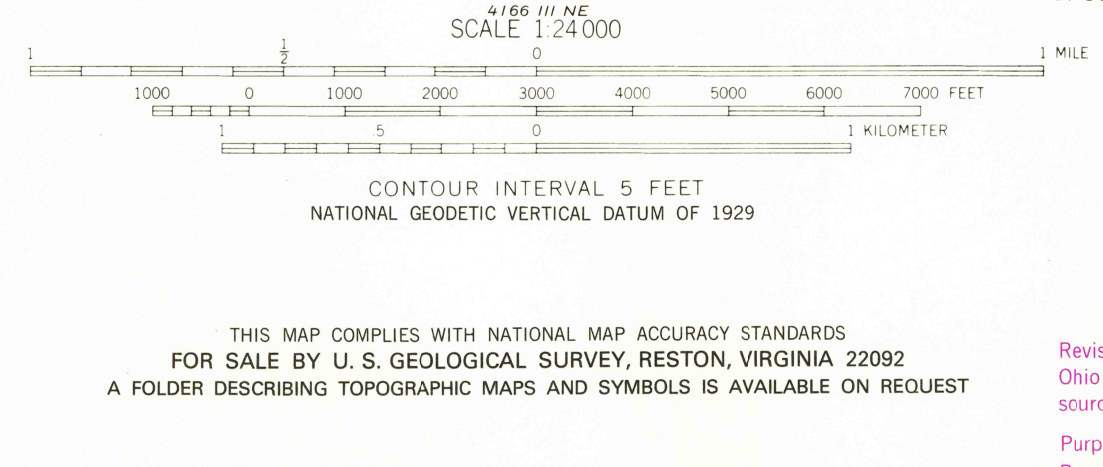 4166 III NE
SCALE 1:24 000
1 ½ 0 1 MILE
1000 0 1000 2000 3000 4000 5000 6000 7000 FEET
1 .5 0 1 KILOMETER
CONTOUR INTERVAL 5 FEET
NATIONAL GEODETIC VERTICAL DATUM OF 1929
THIS MAP COMPLIES WITH NATIONAL MAP ACCURACY STANDARDS
FOR SALE BY U. S. GEOLOGICAL SURVEY, RESTON, VIRGINIA 22092
A FOLDER DESCRIBING TOPOGRAPHIC MAPS AND SYMBOLS IS AVAILABLE ON REQUEST
Revis
Ohio
sourc
Purp